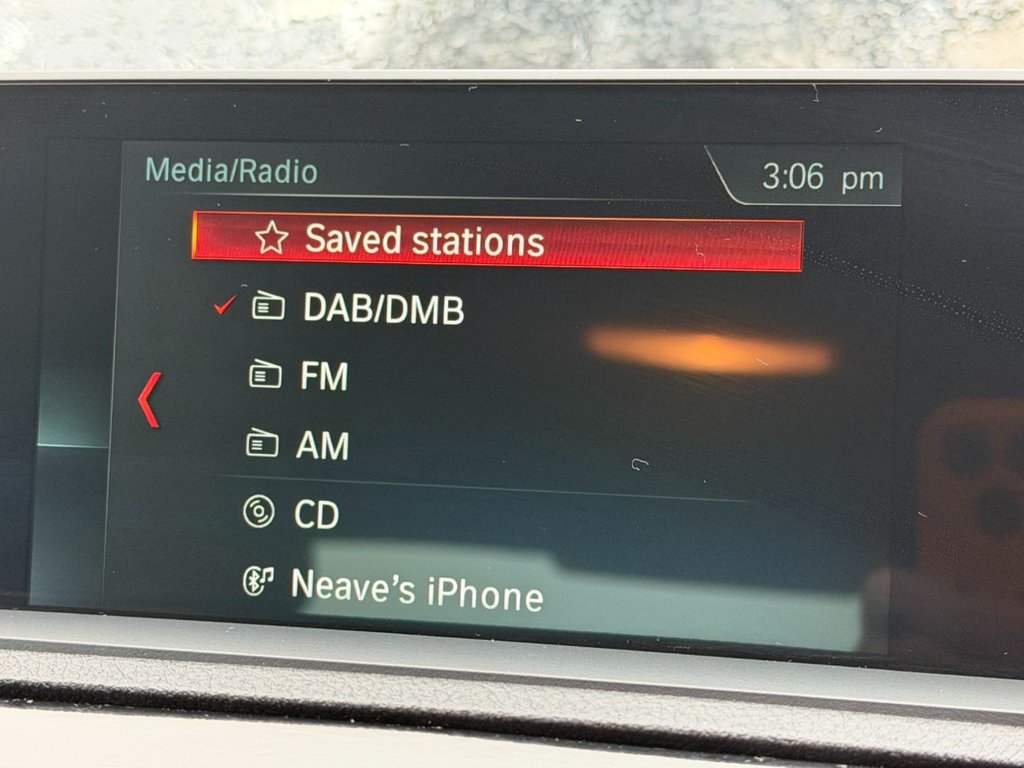 Media/Radio
3:06 pm
Saved stations
DAB/DMB
FM
AM
CD
Neave's iPhone